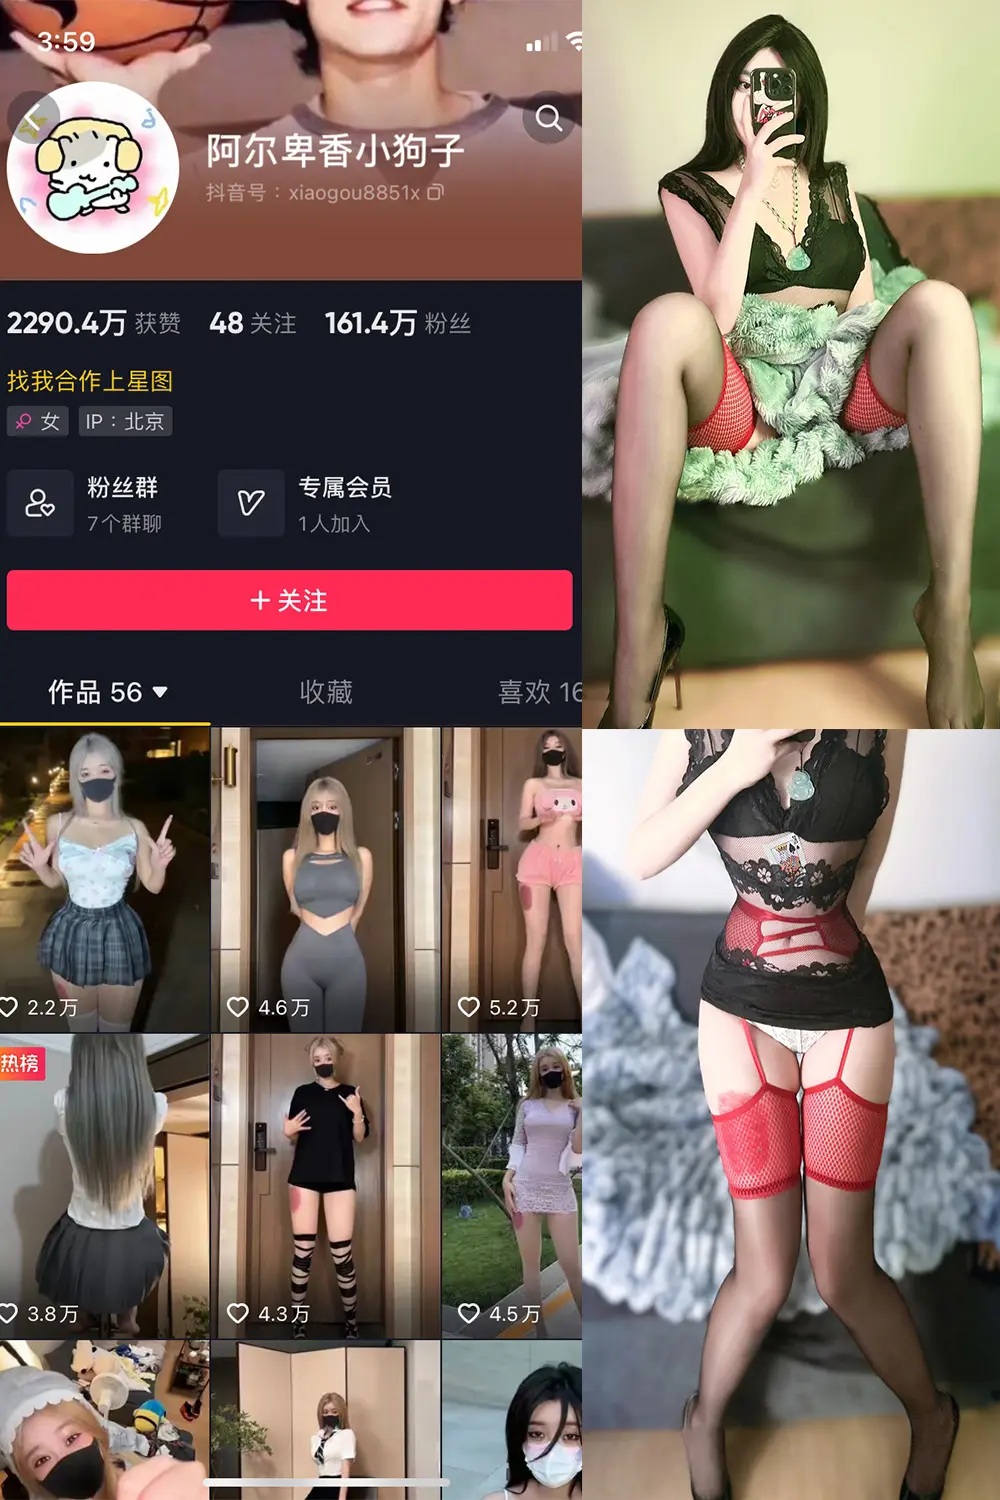 3:59
阿尔卑香小狗子
抖音号：xiaogou8851x
2290.4万 获赞 48 关注 161.4万 粉丝
找我合作上星图
女 IP：北京
粉丝群 专属会员
7个群聊 1人加入
+ 关注
作品 56 收藏 喜欢 16
2.2万 4.6万 5.2万
热榜
3.8万 4.3万 4.5万